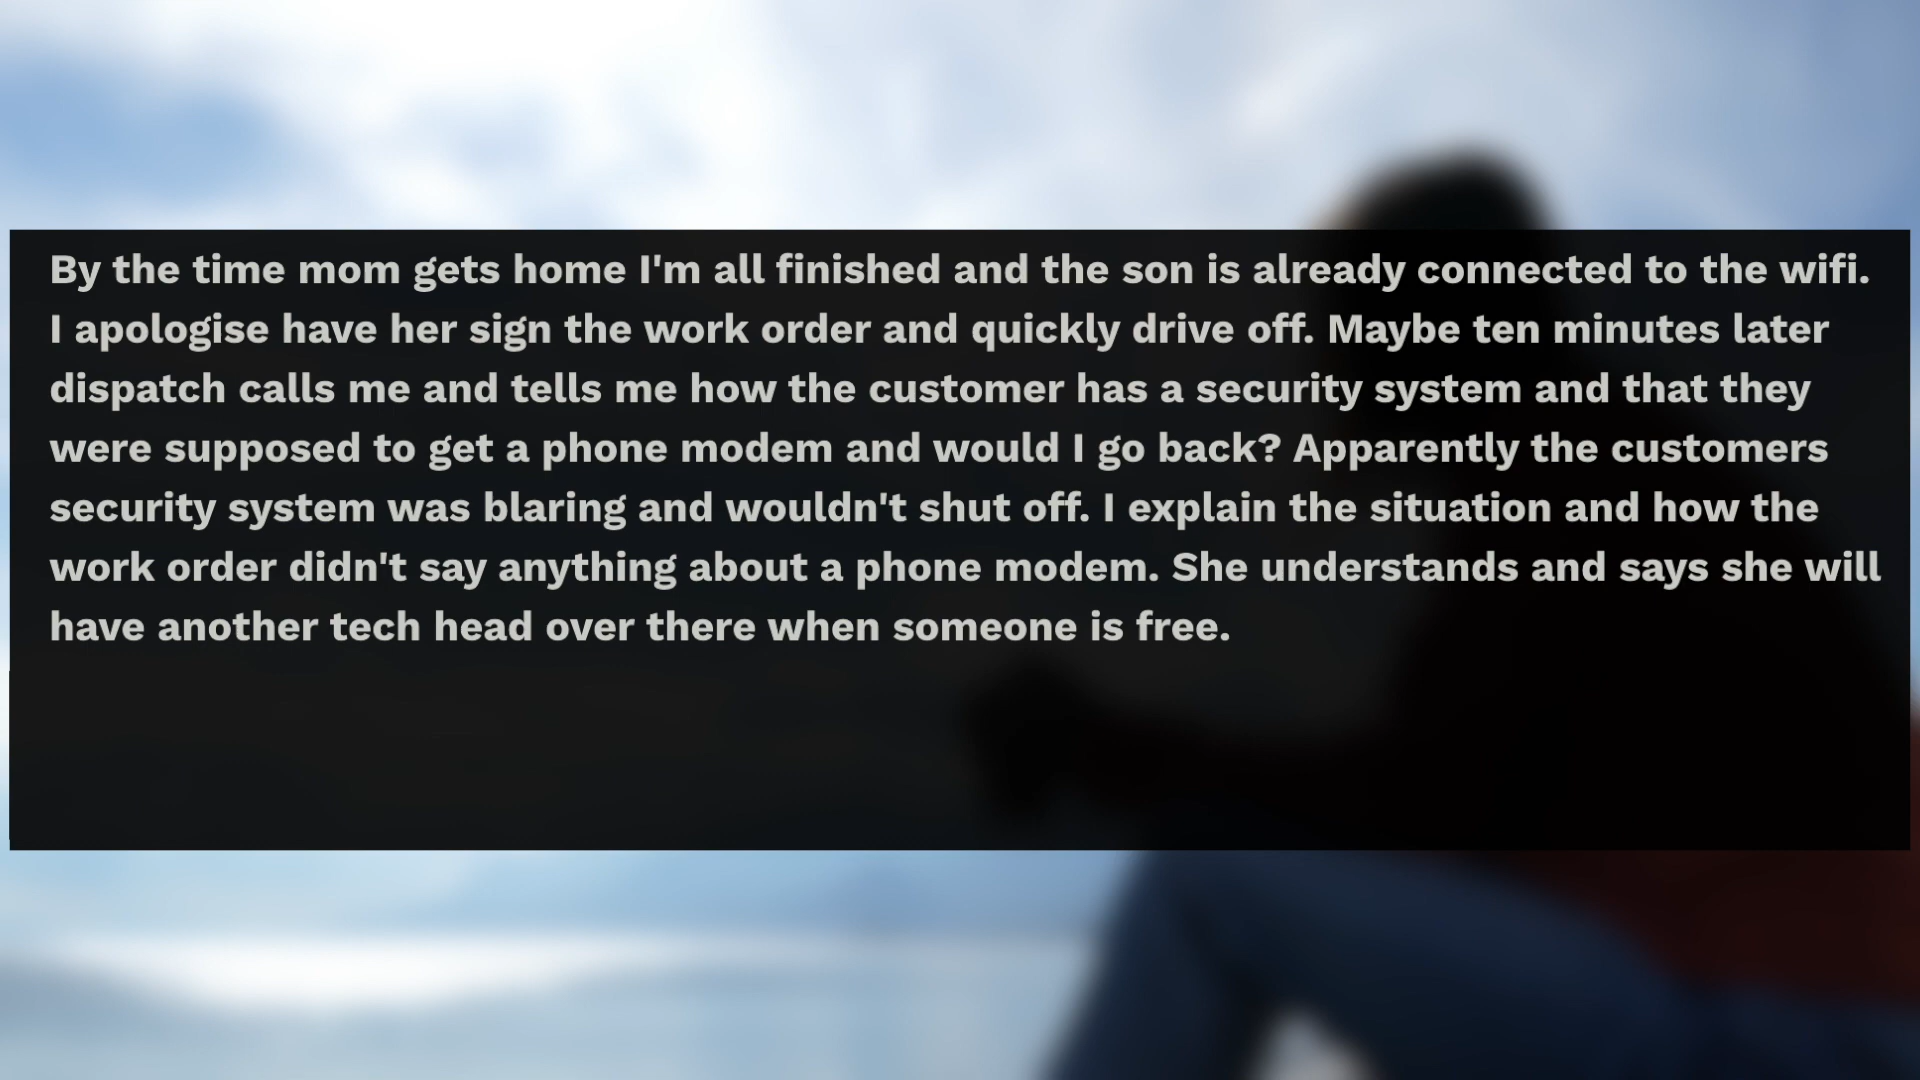 By the time mom gets home I'm all finished and the son is already connected to the wifi.
I apologise have her sign the work order and quickly drive off. Maybe ten minutes later
dispatch calls me and tells me how the customer has a security system and that they
were supposed to get a phone modem and would I go back? Apparently the customers
security system was blaring and wouldn't shut off. I explain the situation and how the
work order didn't say anything about a phone modem. She understands and says she will
have another tech head over there when someone is free.